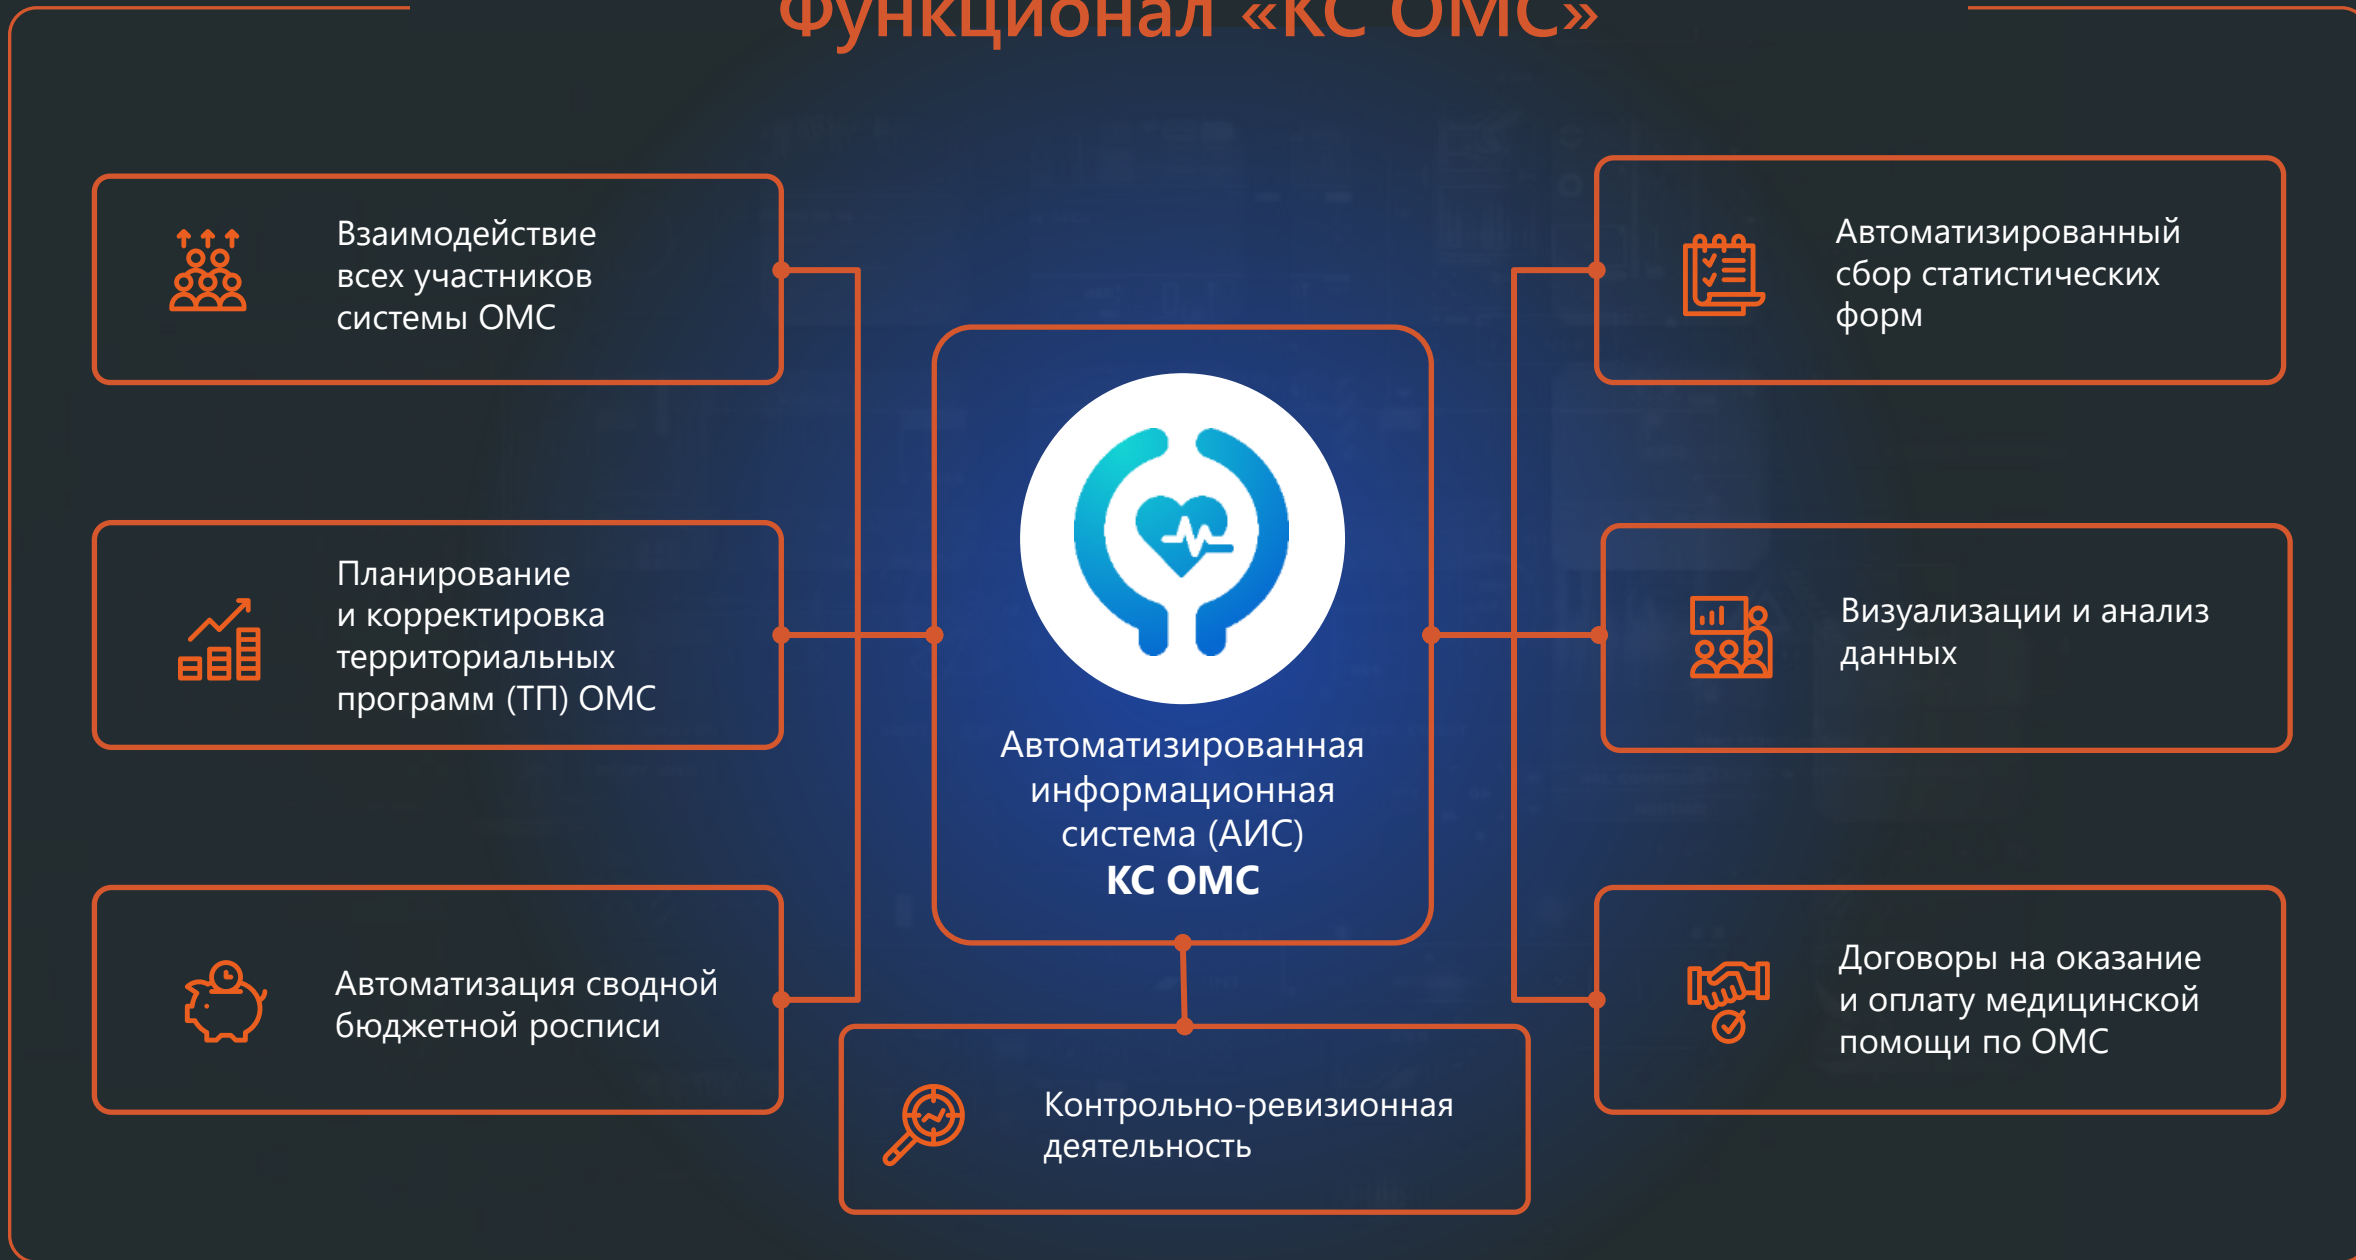 Функционал «КС ОМС»
Взаимодействие
всех участников
системы ОМС
Планирование
и корректировка
территориальных
программ (ТП) ОМС
Автоматизация сводной
бюджетной росписи
Автоматизированная
информационная
система (АИС)
КС ОМС
Контрольно-ревизионная
деятельность
Автоматизированный
сбор статистических
форм
Визуализации и анализ
данных
Договоры на оказание
и оплату медицинской
помощи по ОМС